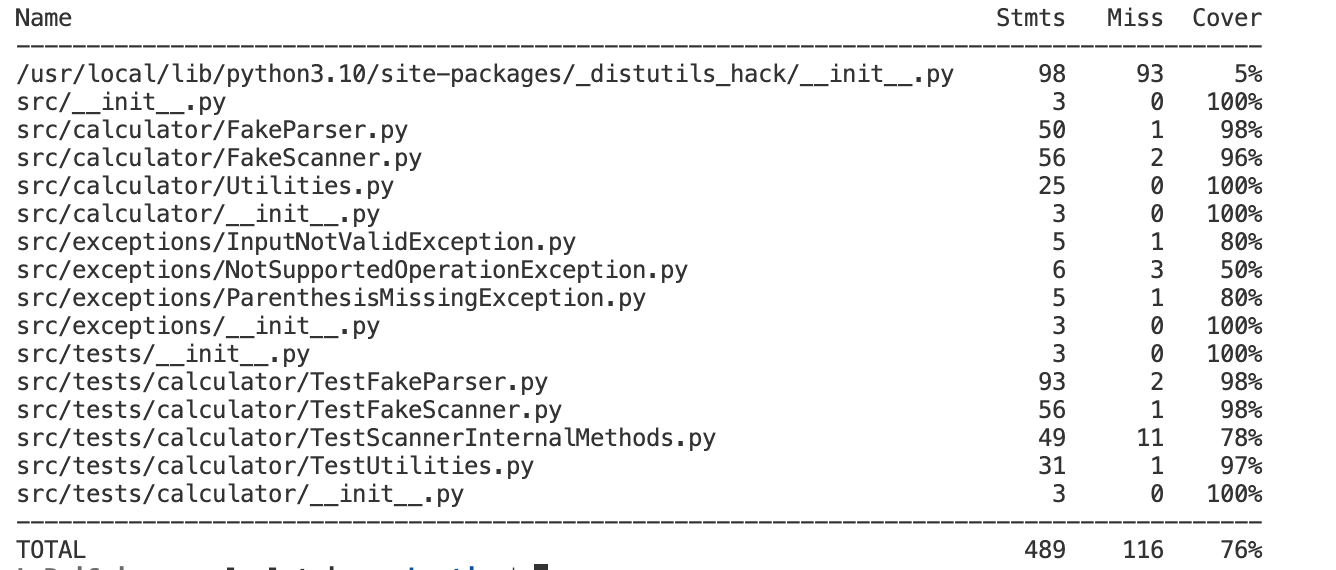 Name Stmts Miss Cover
/usr/local/lib/python3.10/site-packages/_distutils_hack/__init__.py 98 93 5%
src/__init__.py 3 0 100%
src/calculator/FakeParser.py 50 1 98%
src/calculator/FakeScanner.py 56 2 96%
src/calculator/Utilities.py 25 0 100%
src/calculator/__init__.py 3 0 100%
src/exceptions/InputNotValidException.py 5 1 80%
src/exceptions/NotSupportedOperationException.py 6 3 50%
src/exceptions/ParenthesisMissingException.py 5 1 80%
src/exceptions/__init__.py 3 0 100%
src/tests/__init__.py 3 0 100%
src/tests/calculator/TestFakeParser.py 93 2 98%
src/tests/calculator/TestFakeScanner.py 56 1 98%
src/tests/calculator/TestScannerInternalMethods.py 49 11 78%
src/tests/calculator/TestUtilities.py 31 1 97%
src/tests/calculator/__init__.py 3 0 100%
TOTAL 489 116 76%